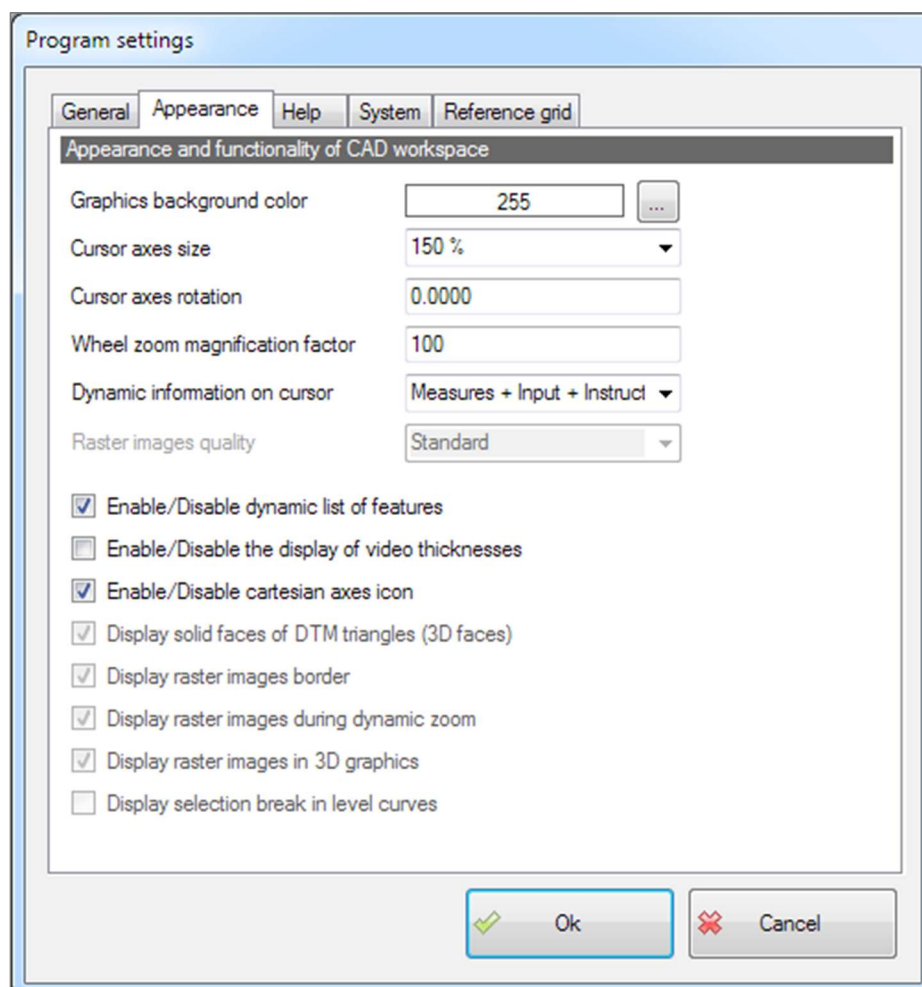 Program settings
General Appearance Help System Reference grid
Appearance and functionality of CAD workspace
Graphics background color 255 ...
Cursor axes size 150 %
Cursor axes rotation 0.0000
Wheel zoom magnification factor 100
Dynamic information on cursor Measures + Input + Instruct
Raster images quality Standard
Enable/Disable dynamic list of features
Enable/Disable the display of video thicknesses
Enable/Disable cartesian axes icon
Display solid faces of DTM triangles (3D faces)
Display raster images border
Display raster images during dynamic zoom
Display raster images in 3D graphics
Display selection break in level curves
Ok Cancel